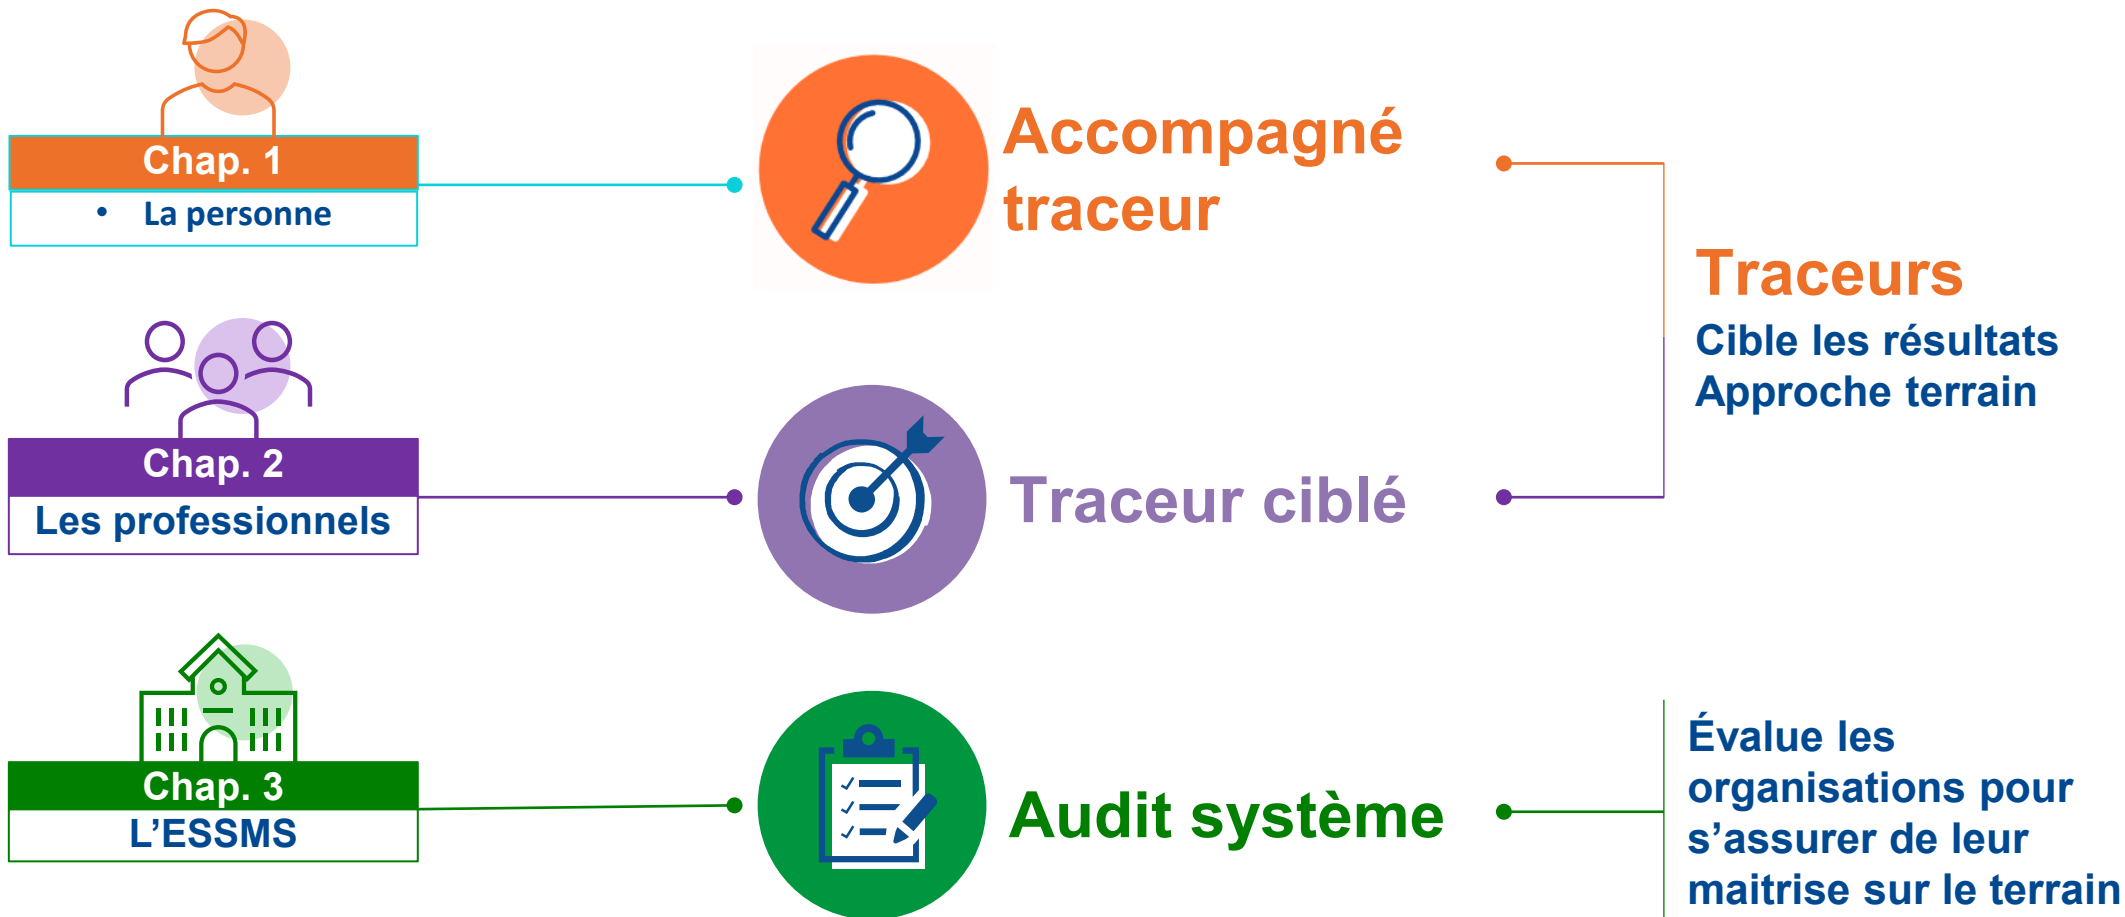 Chap. 1
• La personne
Accompagné
traceur
Traceurs
Cible les résultats
Approche terrain
Chap. 2
Les professionnels
Traceur ciblé
Chap. 3
L’ESSMS
Audit système
Évalue les
organisations pour
s’assurer de leur
maitrise sur le terrain